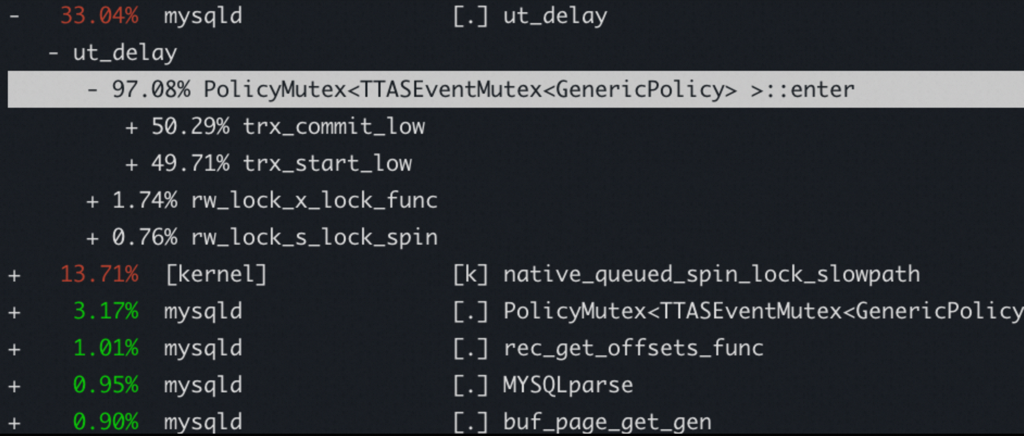 - 33.04% mysqld [.] ut_delay
- ut_delay
- 97.08% PolicyMutex<TTASEventMutex<GenericPolicy> >::enter
+ 50.29% trx_commit_low
+ 49.71% trx_start_low
+ 1.74% rw_lock_x_lock_func
+ 0.76% rw_lock_s_lock_spin
+ 13.71% [kernel] [k] native_queued_spin_lock_slowpath
+ 3.17% mysqld [.] PolicyMutex<TTASEventMutex<GenericPolicy
+ 1.01% mysqld [.] rec_get_offsets_func
+ 0.95% mysqld [.] MYSQLparse
+ 0.90% mysqld [.] buf_page_get_gen